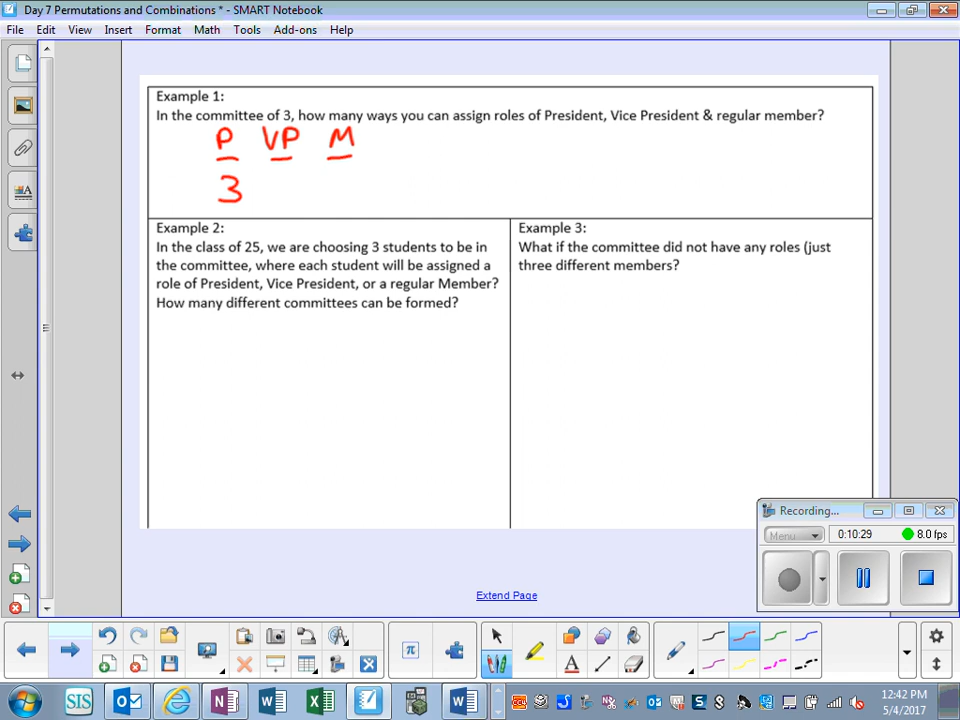 Day 7 Permutations and Combinations * - SMART Notebook
File Edit View Insert Format Math Tools Add-ons Help
Example 1:
In the committee of 3, how many ways you can assign roles of President, Vice President & regular member?
P VP M
3
Example 2:
In the class of 25, we are choosing 3 students to be in
the committee, where each student will be assigned a
role of President, Vice President, or a regular Member?
How many different committees can be formed?
Example 3:
What if the committee did not have any roles (just
three different members?
Recording...
Menu 0:10:29 8.0 fps
Extend Page
SIS
12:42 PM
5/4/2017